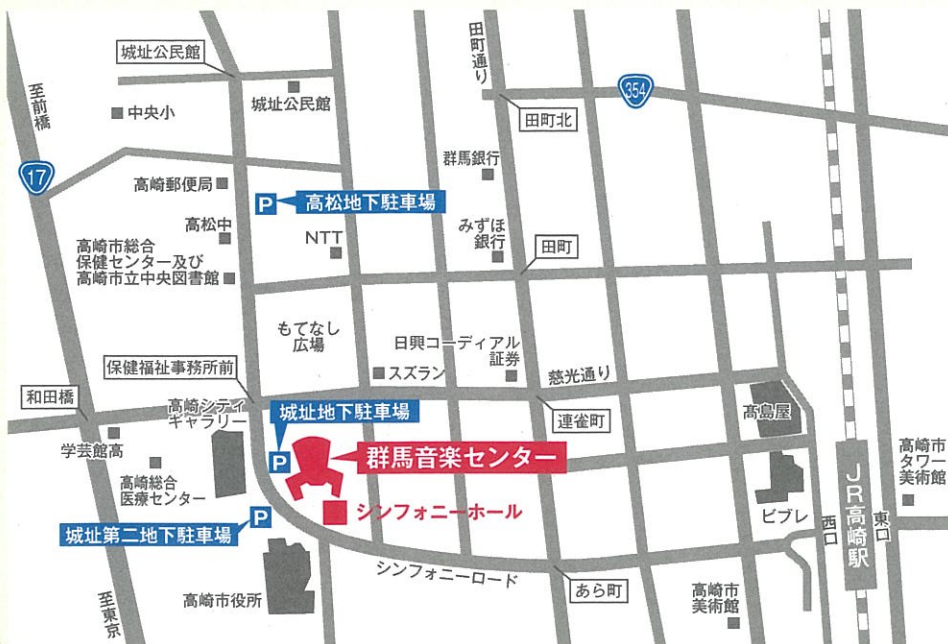 城址公民館
田町通り
至前橋
354
城址公民館
中央小
田町北
17
群馬銀行
高崎郵便局
P
高松地下駐車場
高松中
NTT
みずほ
銀行
田町
高崎市総合
保健センター及び
高崎市立中央図書館
もてなし
広場
日興コーディアル
証券
保健福祉事務所前
スズラン
慈光通り
和田橋
高崎シティ
ギャラリー
城址地下駐車場
連雀町
髙島屋
学芸館高
P
群馬音楽センター
高崎市
タワー
美術館
高崎総合
医療センター
JR高崎駅
シンフォニーホール
ビブレ
西口
東口
P
城址第二地下駐車場
シンフォニーロード
あら町
高崎市役所
高崎市
美術館
至東京